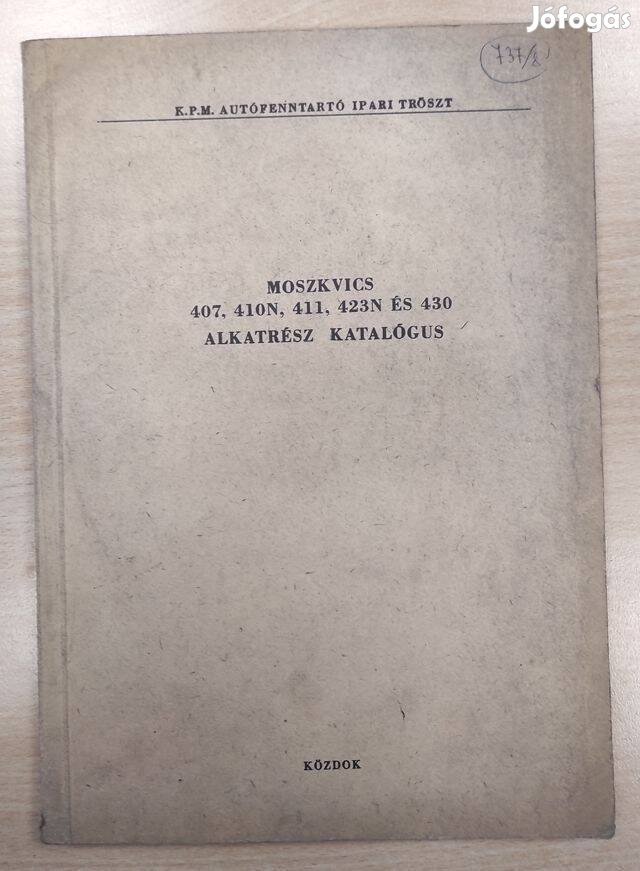 Jófogás
737/2
K.P.M. AUTÓFENNTARTÓ IPARI TRÖSZT
MOSZKVICS
407, 410N, 411, 423N ÉS 430
ALKATRÉSZ KATALÓGUS
KÖZDOK